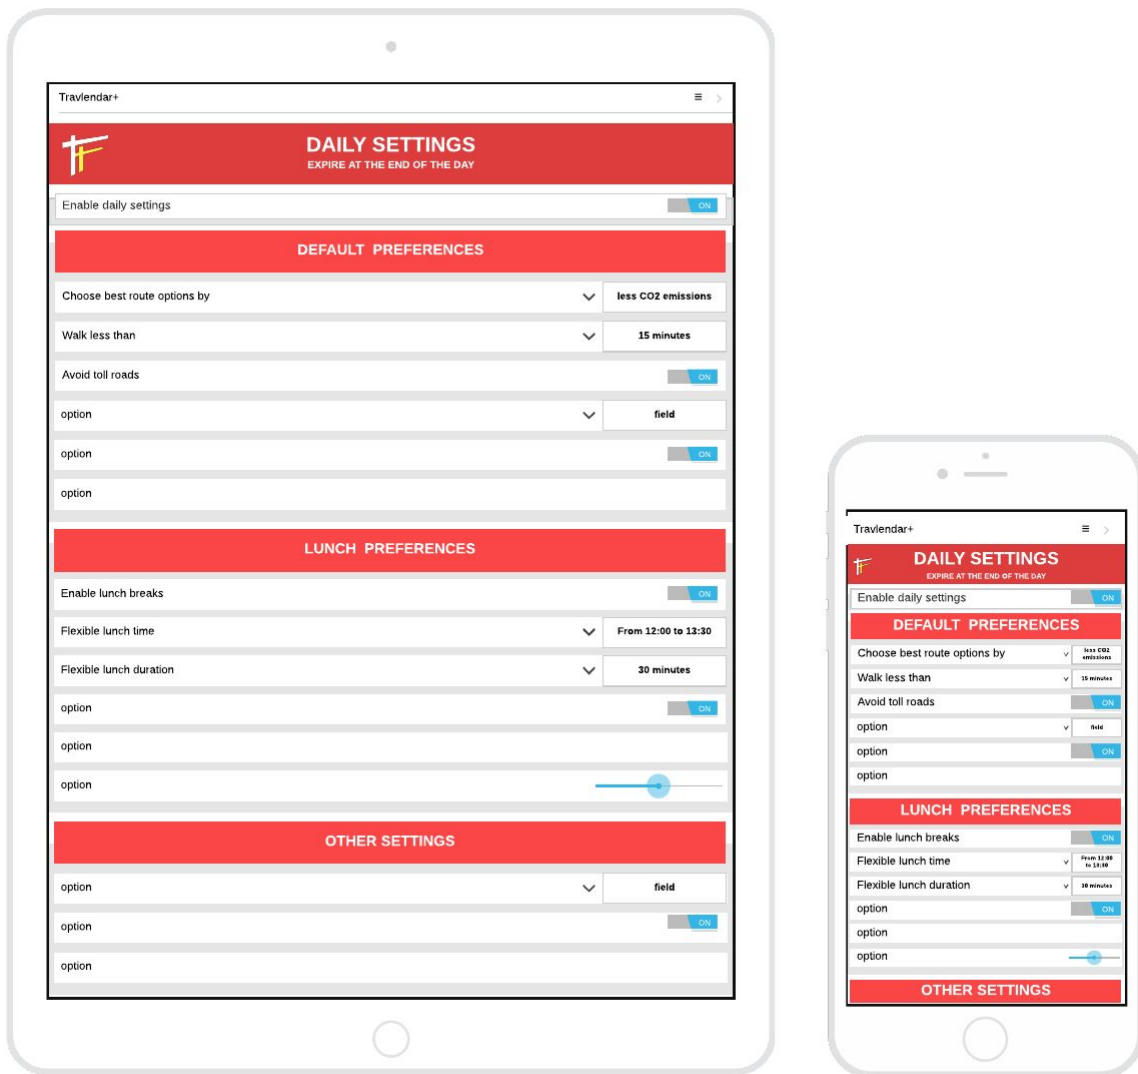 Travlendar+
DAILY SETTINGS
EXPIRE AT THE END OF THE DAY
Enable daily settings ON
DEFAULT PREFERENCES
Choose best route options by less CO2 emissions
Walk less than 15 minutes
Avoid toll roads ON
option field
option ON
option
LUNCH PREFERENCES
Enable lunch breaks ON
Flexible lunch time From 12:00 to 13:30
Flexible lunch duration 30 minutes
option ON
option
option
OTHER SETTINGS
option field
option ON
option
Travlendar+
DAILY SETTINGS
EXPIRE AT THE END OF THE DAY
Enable daily settings ON
DEFAULT PREFERENCES
Choose best route options by less CO2
emissions
Walk less than 15 minutes
Avoid toll roads ON
option field
option ON
option
LUNCH PREFERENCES
Enable lunch breaks ON
Flexible lunch time From 12:00
to 13:30
Flexible lunch duration 30 minutes
option ON
option
option
OTHER SETTINGS